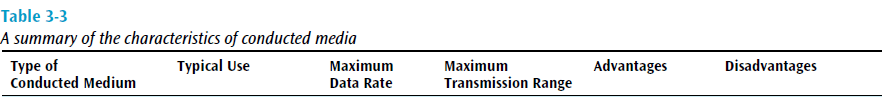 Table 3-3
A summary of the characteristics of conducted media
Type of Conducted Medium Typical Use Maximum Data Rate Maximum Transmission Range Advantages Disadvantages